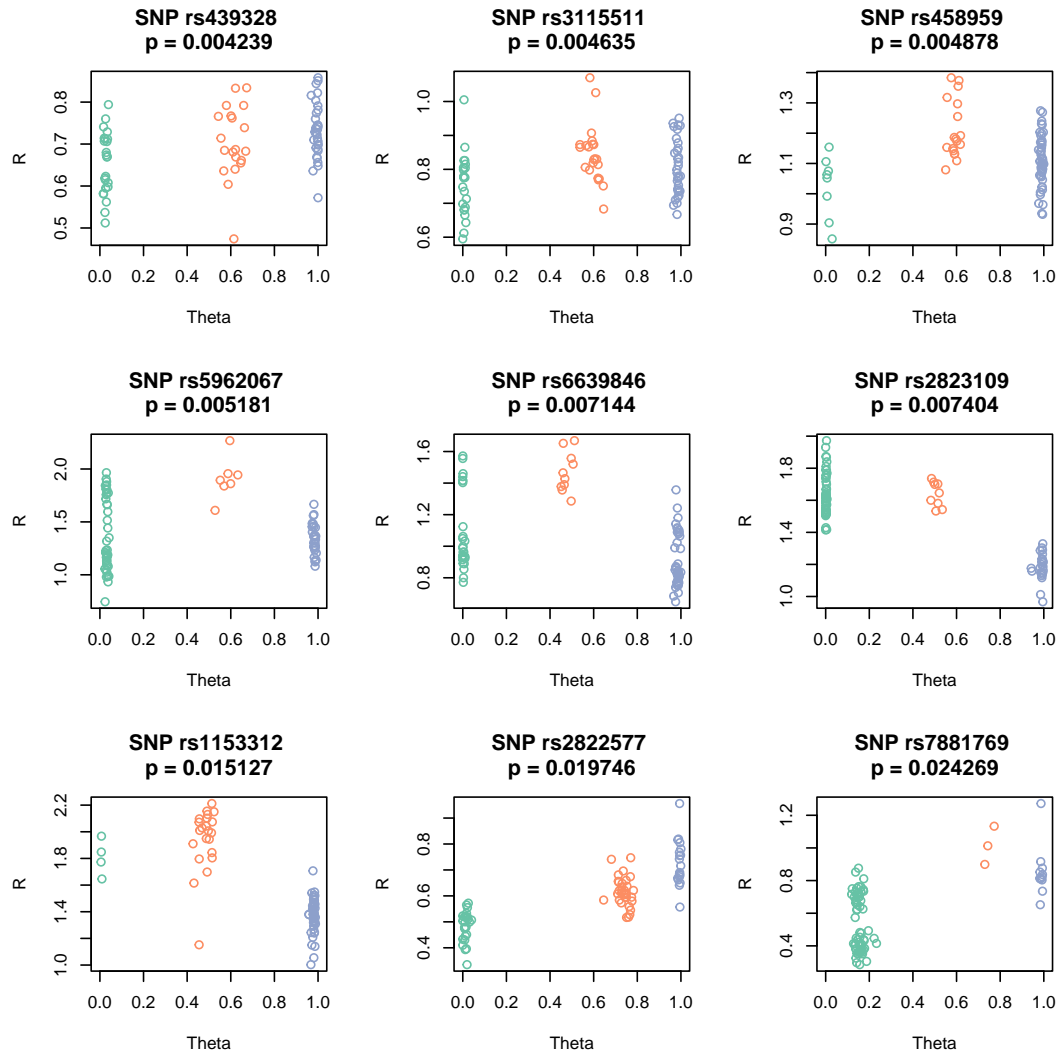 SNP rs439328
p = 0.004239
R
0.5 0.6 0.7 0.8
0.0 0.2 0.4 0.6 0.8 1.0
Theta
SNP rs3115511
p = 0.004635
R
0.6 0.8 1.0
0.0 0.2 0.4 0.6 0.8 1.0
Theta
SNP rs458959
p = 0.004878
R
0.9 1.1 1.3
0.0 0.2 0.4 0.6 0.8 1.0
Theta
SNP rs5962067
p = 0.005181
R
1.0 1.5 2.0
0.0 0.2 0.4 0.6 0.8 1.0
Theta
SNP rs6639846
p = 0.007144
R
0.8 1.2 1.6
0.0 0.2 0.4 0.6 0.8 1.0
Theta
SNP rs2823109
p = 0.007404
R
1.0 1.4 1.8
0.0 0.2 0.4 0.6 0.8 1.0
Theta
SNP rs1153312
p = 0.015127
R
1.0 1.4 1.8 2.2
0.0 0.2 0.4 0.6 0.8 1.0
Theta
SNP rs2822577
p = 0.019746
R
0.4 0.6 0.8
0.0 0.2 0.4 0.6 0.8 1.0
Theta
SNP rs7881769
p = 0.024269
R
0.4 0.8 1.2
0.0 0.2 0.4 0.6 0.8 1.0
Theta